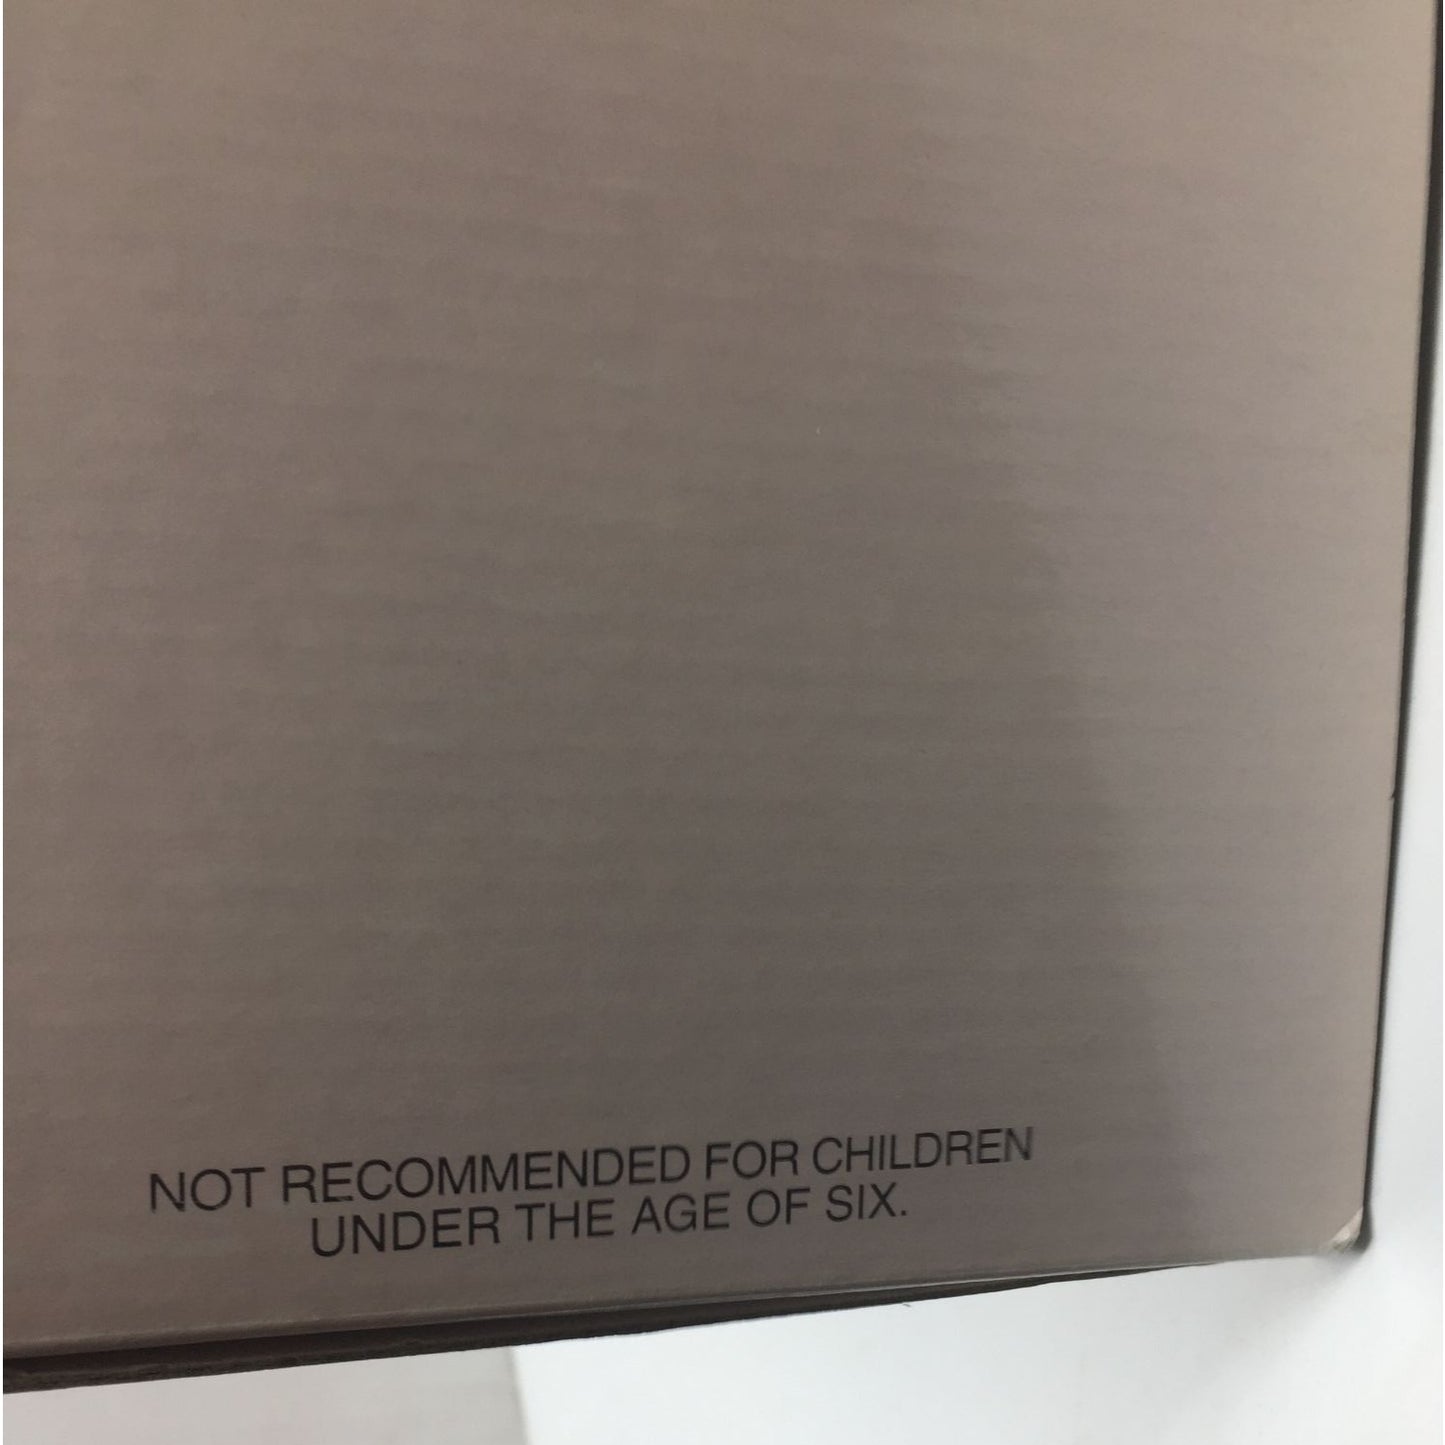 NOT RECOMMENDED FOR CHILDREN
UNDER THE AGE OF SIX.